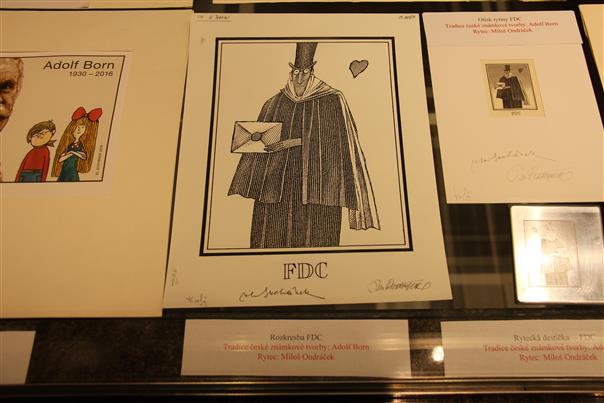 Adolf Born
1930 – 2016
FDC
Otisk rytiny FDC
Tradice české známkové tvorby: Adolf Born
Rytec: Miloš Ondráček
FDC
Rozkresba FDC
Tradice české známkové tvorby: Adolf Born
Rytec: Miloš Ondráček
Rytecká destička - FDC
Tradice české známkové tvorby: Adolf Born
Rytec: Miloš Ondráček